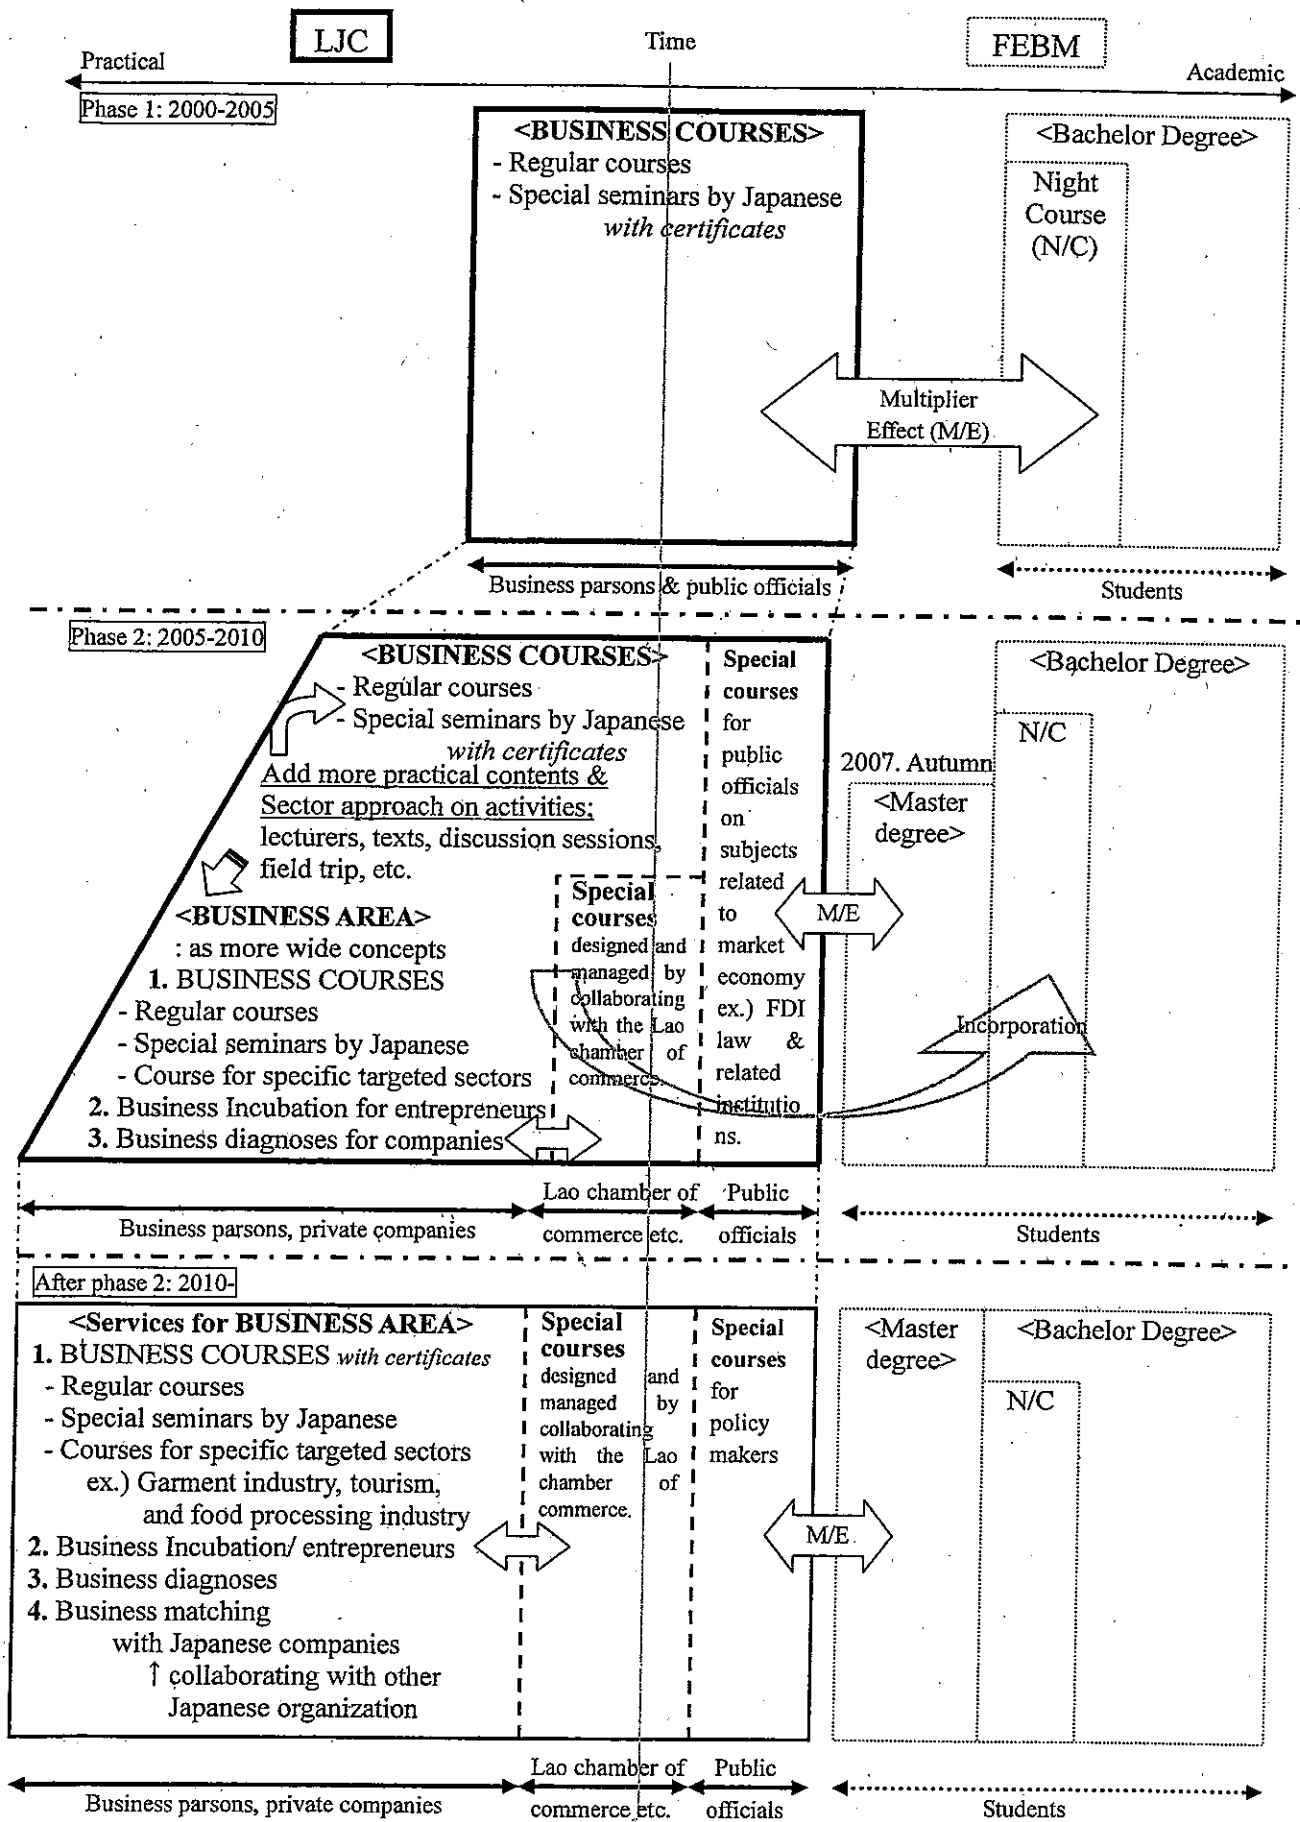 LJC
Time
FEBM
Practical
Academic
Phase 1: 2000-2005
<BUSINESS COURSES>
- Regular courses
- Special seminars by Japanese
with certificates
<Bachelor Degree>
Night
Course
(N/C)
Multiplier
Effect (M/E)
Business parsons & public officials
Students
Phase 2: 2005-2010
<BUSINESS COURSES>
- Regular courses
- Special seminars by Japanese
with certificates
Add more practical contents &
Sector approach on activities;
lecturers, texts, discussion sessions,
field trip, etc.
<BUSINESS AREA>
: as more wide concepts
1. BUSINESS COURSES
- Regular courses
- Special seminars by Japanese
- Course for specific targeted sectors
2. Business Incubation for entrepreneurs
3. Business diagnoses for companies
Special
courses
designed and
managed by
collaborating
with the Lao
chamber of
commerce.
Special
courses
for
public
officials
on
subjects
related
to
market
economy
ex.) FDI
law &
related
institutio
ns.
M/E
2007. Autumn
<Master
degree>
<Bachelor Degree>
N/C
Incorporation
Business parsons, private companies
Lao chamber of
commerce etc.
Public
officials
Students
After phase 2: 2010-
<Services for BUSINESS AREA>
1. BUSINESS COURSES with certificates
- Regular courses
- Special seminars by Japanese
- Courses for specific targeted sectors
ex.) Garment industry, tourism,
and food processing industry
2. Business Incubation/ entrepreneurs
3. Business diagnoses
4. Business matching
with Japanese companies
↑ collaborating with other
Japanese organization
Special
courses
designed and
managed by
collaborating
with the Lao
chamber of
commerce.
Special
courses
for
policy
makers
M/E
<Master
degree>
<Bachelor Degree>
N/C
Business parsons, private companies
Lao chamber of
commerce etc.
Public
officials
Students